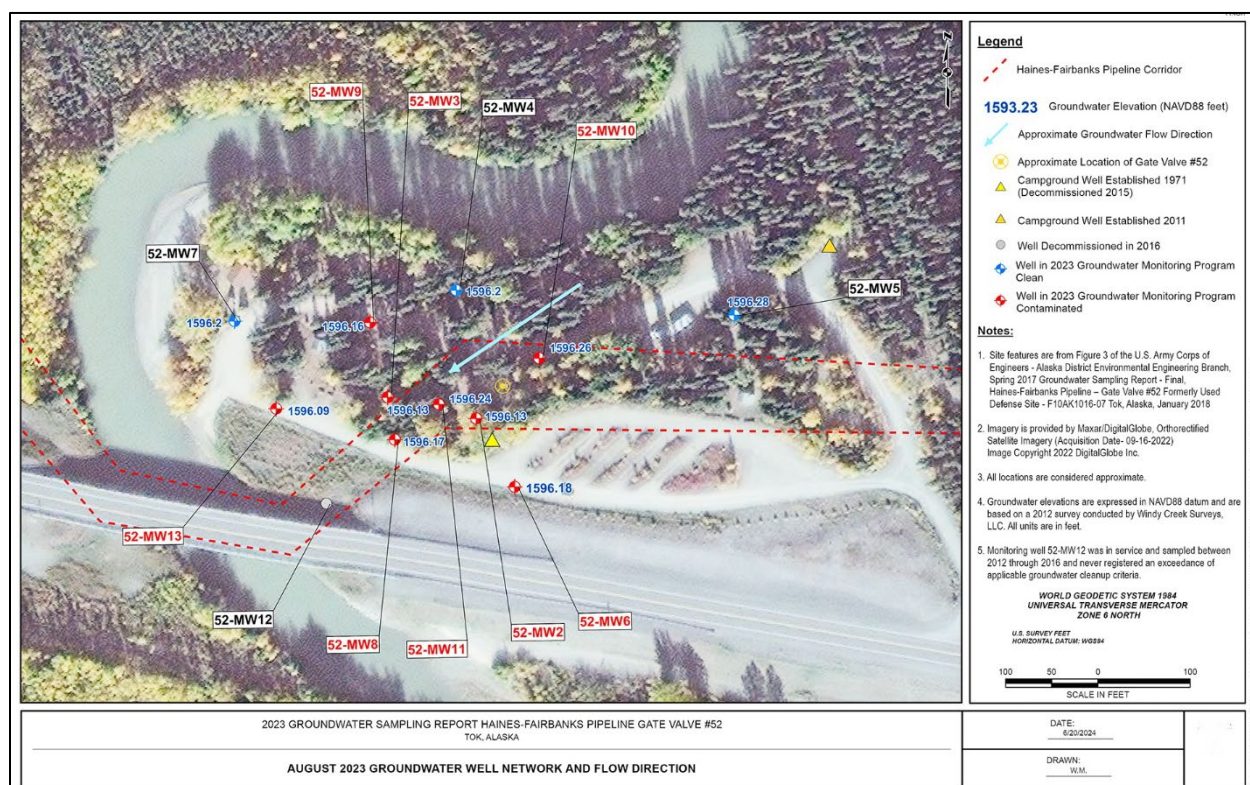 52-MW9
52-MW3
52-MW4
52-MW10
N
52-MW7
52-MW5
1596.2
1596.28
1596.2
1596.16
1596.26
1596.13
1596.24
1596.13
1596.09
1596.17
1596.18
52-MW13
52-MW12
52-MW8
52-MW11
52-MW2
52-MW6
Legend
Haines-Fairbanks Pipeline Corridor
1593.23 Groundwater Elevation (NAVD88 feet)
Approximate Groundwater Flow Direction
Approximate Location of Gate Valve #52
Campground Well Established 1971
(Decommissioned 2015)
Campground Well Established 2011
Well Decommissioned in 2016
Well in 2023 Groundwater Monitoring Program
Clean
Well in 2023 Groundwater Monitoring Program
Contaminated
Notes:
1. Site features are from Figure 3 of the U.S. Army Corps of
Engineers - Alaska District Environmental Engineering Branch,
Spring 2017 Groundwater Sampling Report - Final,
Haines-Fairbanks Pipeline – Gate Valve #52 Formerly Used
Defense Site - F10AK1016-07 Tok, Alaska, January 2018
2. Imagery is provided by Maxar/DigitalGlobe, Orthorectified
Satellite Imagery (Acquisition Date- 09-16-2022)
Image Copyright 2022 DigitalGlobe Inc.
3. All locations are considered approximate.
4. Groundwater elevations are expressed in NAVD88 datum and are
based on a 2012 survey conducted by Windy Creek Surveys,
LLC. All units are in feet.
5. Monitoring well 52-MW12 was in service and sampled between
2012 through 2016 and never registered an exceedance of
applicable groundwater cleanup criteria.
WORLD GEODETIC SYSTEM 1984
UNIVERSAL TRANSVERSE MERCATOR
ZONE 6 NORTH
U.S. SURVEY FEET
HORIZONTAL DATUM: WGS84
100 50 0 100
SCALE IN FEET
2023 GROUNDWATER SAMPLING REPORT HAINES-FAIRBANKS PIPELINE GATE VALVE #52
TOK, ALASKA
AUGUST 2023 GROUNDWATER WELL NETWORK AND FLOW DIRECTION
DATE:
6/20/2024
DRAWN:
W.M.